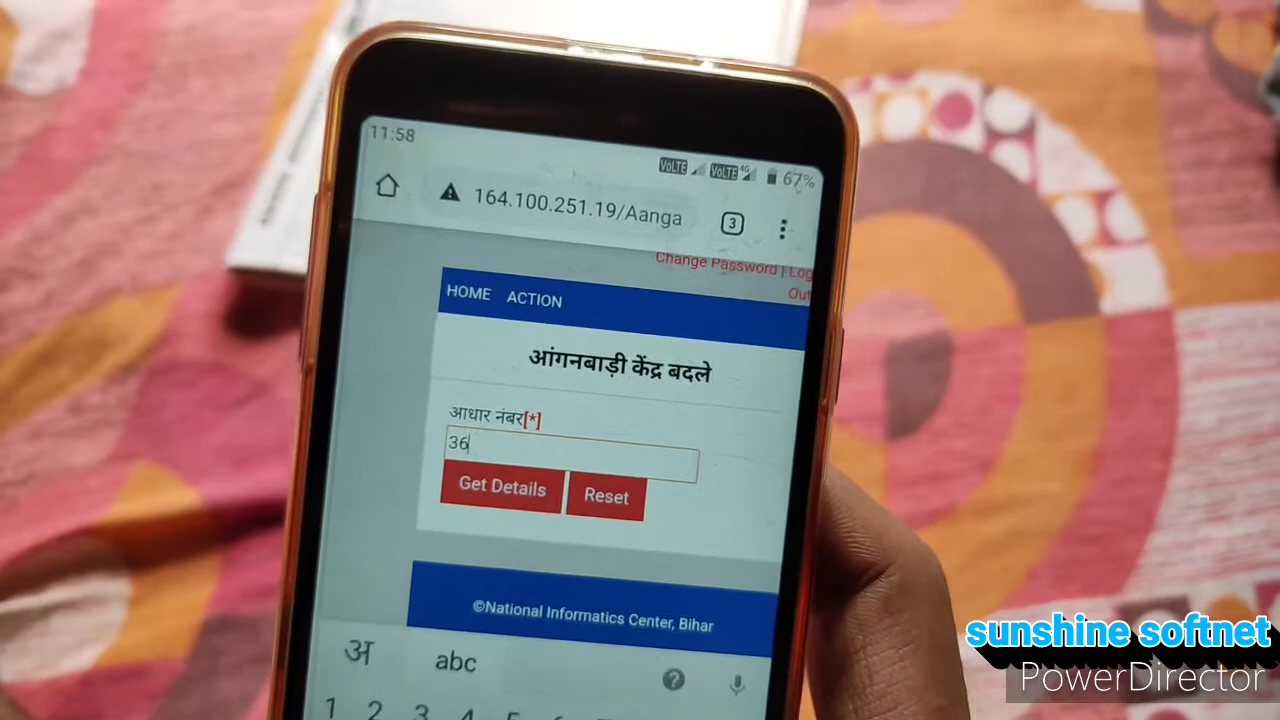 11:58
VoLTE VoLTE 4G 67%
164.100.251.19/Aanga 3
Change Password | Log
Out
HOME ACTION
आंगनबाड़ी केंद्र बदले
आधार नंबर[*]
36
Get Details Reset
©National Informatics Center, Bihar
अ abc ?
1 2 3 4 5 6
sunshine softnet
PowerDirector